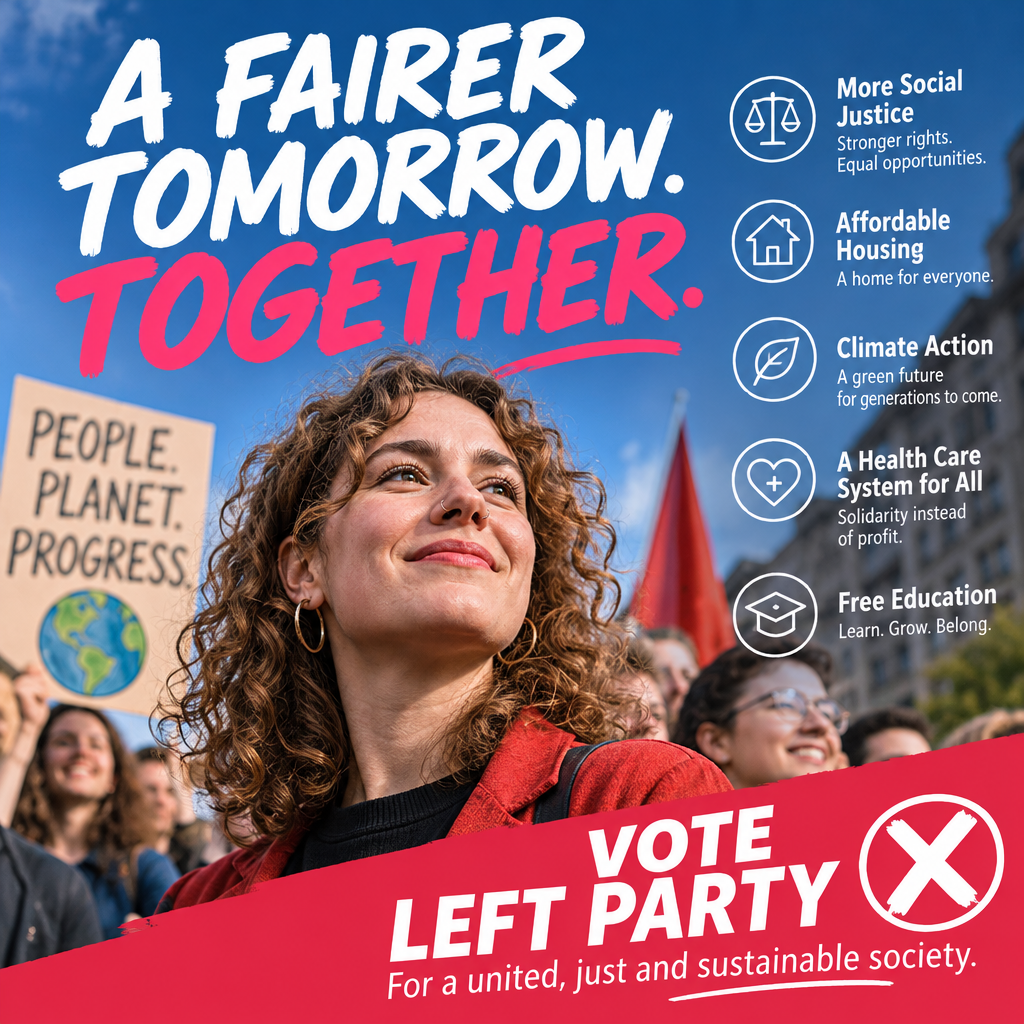 A FAIRER
TOMORROW.
TOGETHER.
More Social
Justice
Stronger rights.
Equal opportunities.
Affordable
Housing
A home for everyone.
Climate Action
A green future
for generations to come.
A Health Care
System for All
Solidarity instead
of profit.
Free Education
Learn. Grow. Belong.
PEOPLE.
PLANET.
PROGRESS.
VOTE
LEFT PARTY
For a united, just and sustainable society.